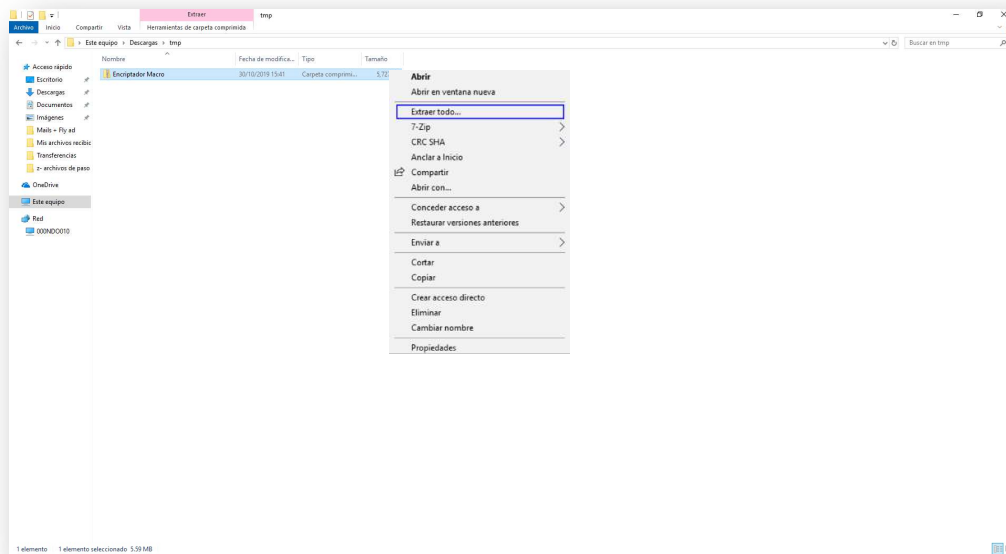 Extraer
tmp
Archivo Inicio Compartir Vista Herramientas de carpeta comprimida
Este equipo › Descargas › tmp
Buscar en tmp
Nombre Fecha de modifica... Tipo Tamaño
Encriptador Macro 30/10/2019 15:41 Carpeta comprimi... 5,72
Acceso rápido
Escritorio
Descargas
Documentos
Imágenes
Mails + Fly ad
Mis archivos recibic
Transferencias
z- archivos de paso
OneDrive
Este equipo
Red
000NDO010
Abrir
Abrir en ventana nueva
Extraer todo...
7-Zip
CRC SHA
Anclar a Inicio
Compartir
Abrir con...
Conceder acceso a
Restaurar versiones anteriores
Enviar a
Cortar
Copiar
Crear acceso directo
Eliminar
Cambiar nombre
Propiedades
1 elemento 1 elemento seleccionado 5.59 MB